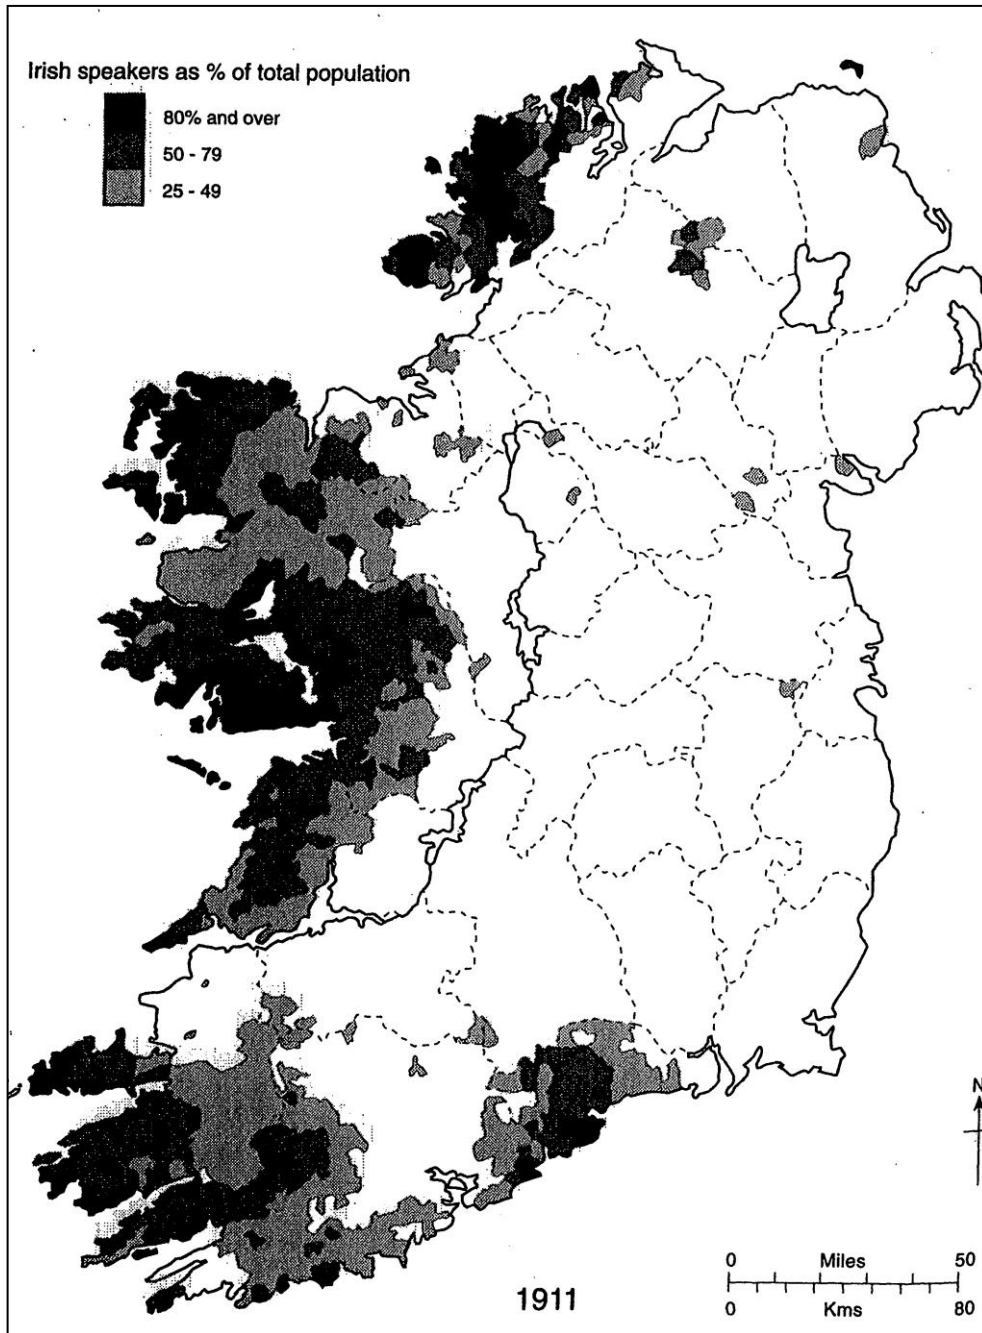 Irish speakers as % of total population
80% and over
50 - 79
25 - 49
N
0 Miles 50
0 Kms 80
1911